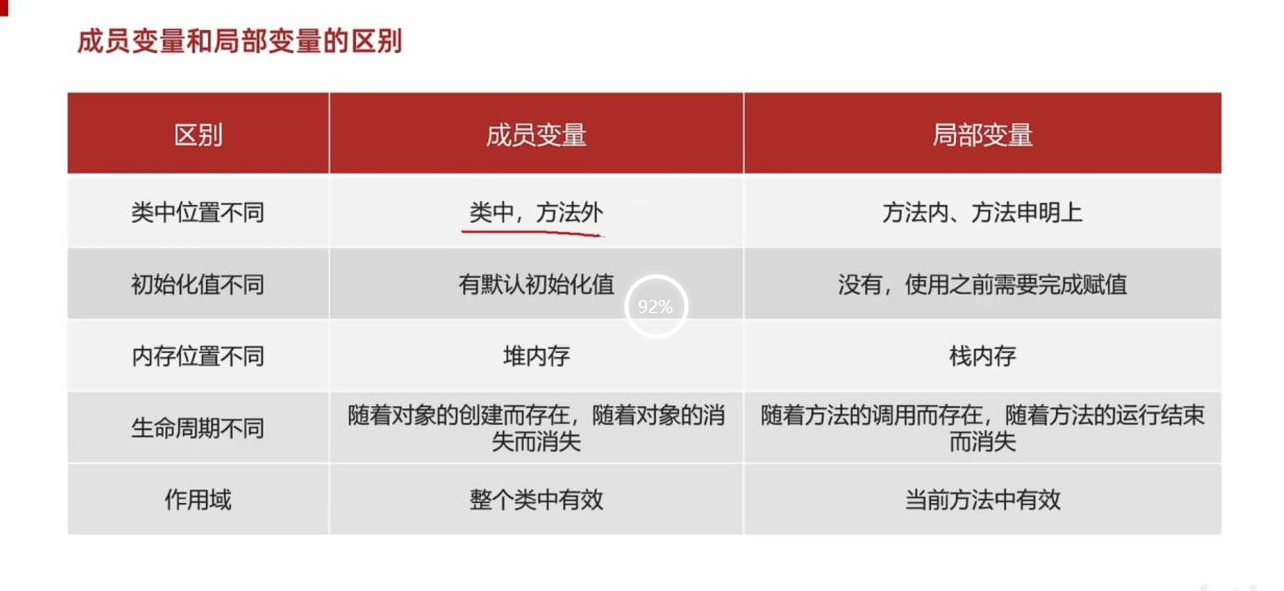 成员变量和局部变量的区别
区别 成员变量 局部变量
类中位置不同 类中，方法外 方法内、方法申明上
初始化值不同 有默认初始化值 没有，使用之前需要完成赋值
92%
内存位置不同 堆内存 栈内存
生命周期不同 随着对象的创建而存在，随着对象的消
失而消失 随着方法的调用而存在，随着方法的运行结束
而消失
作用域 整个类中有效 当前方法中有效